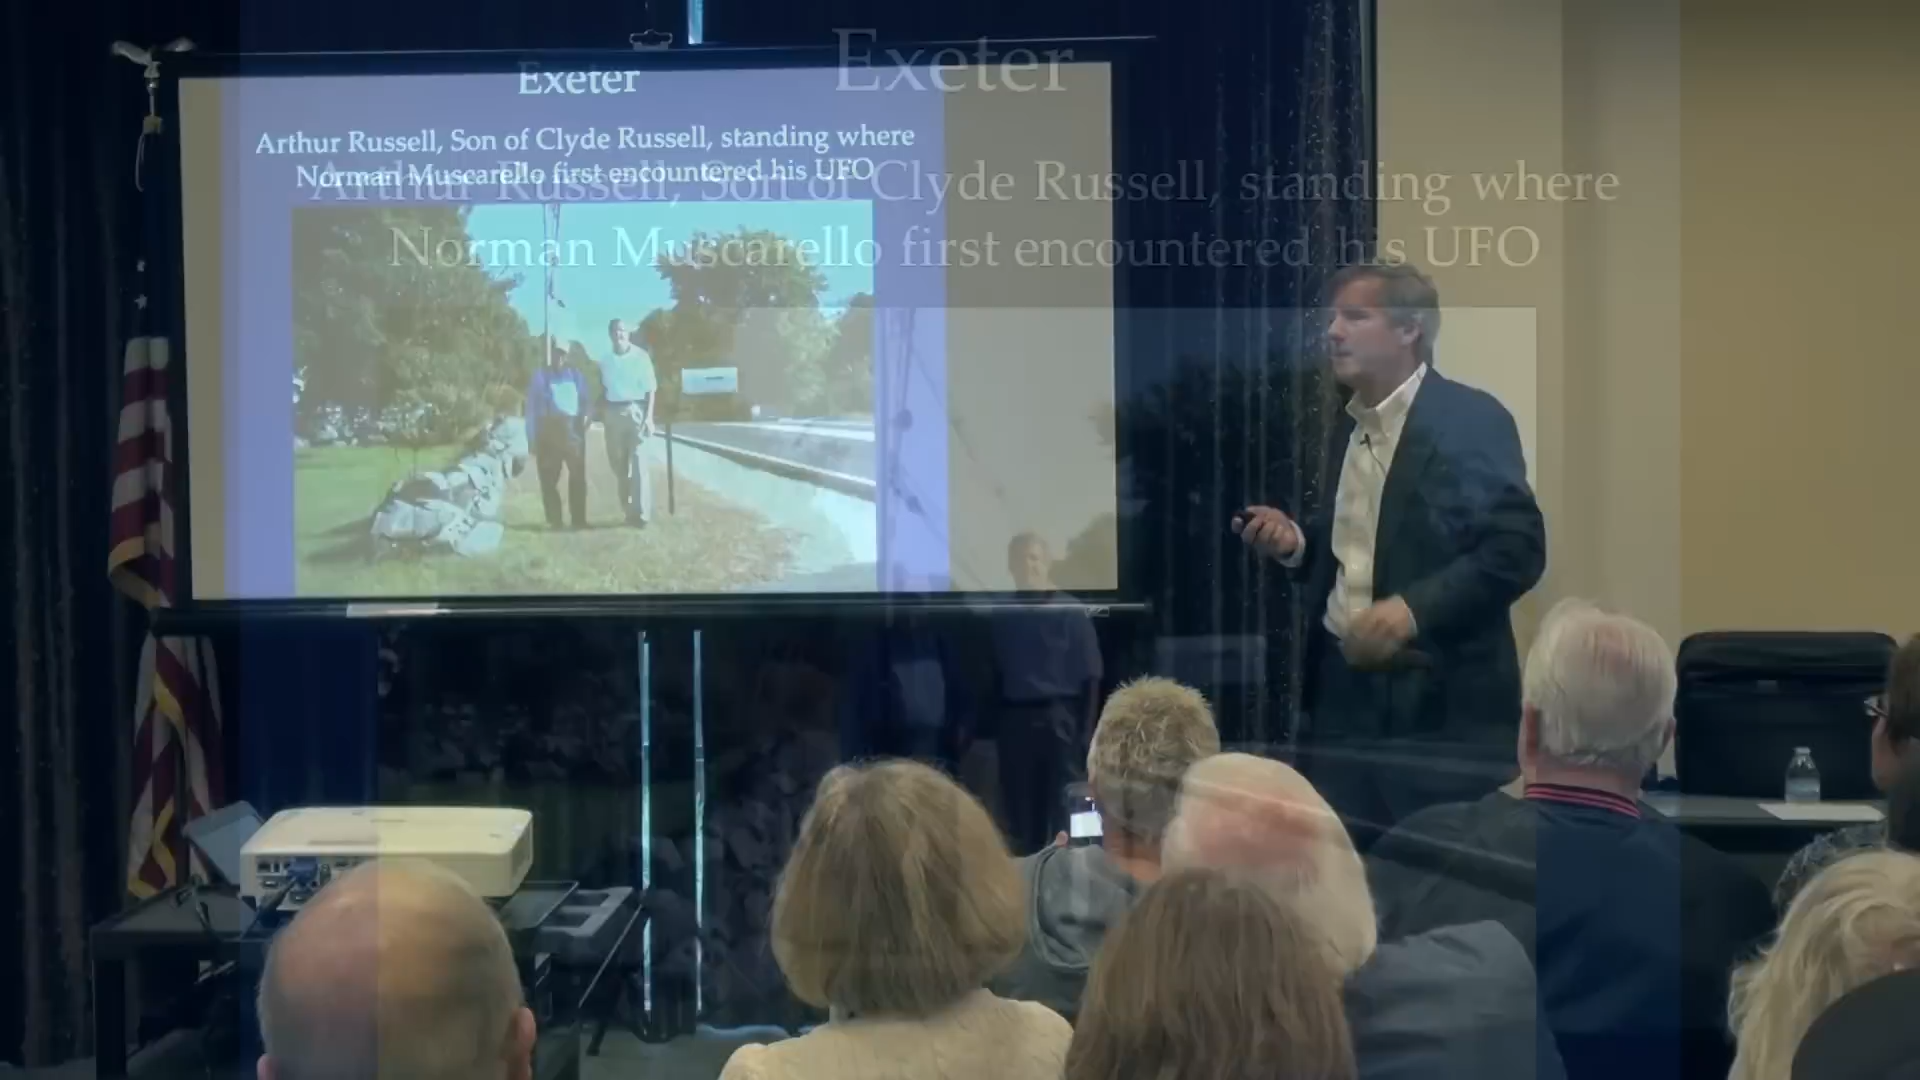 Exeter
Arthur Russell, Son of Clyde Russell, standing where
Norman Muscarello first encountered his UFO
Exeter
Arthur Russell, Son of Clyde Russell, standing where
Norman Muscarello first encountered his UFO